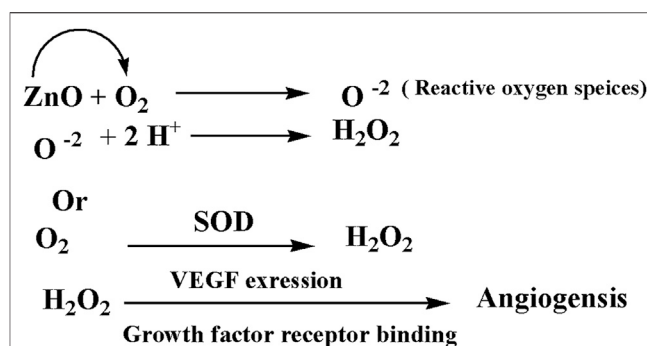 ZnO + O₂ → O ⁻² ( Reactive oxygen speices)
O ⁻² + 2 H⁺ → H₂O₂
Or
O₂ SOD → H₂O₂
H₂O₂ VEGF exression → Angiogensis
Growth factor receptor binding